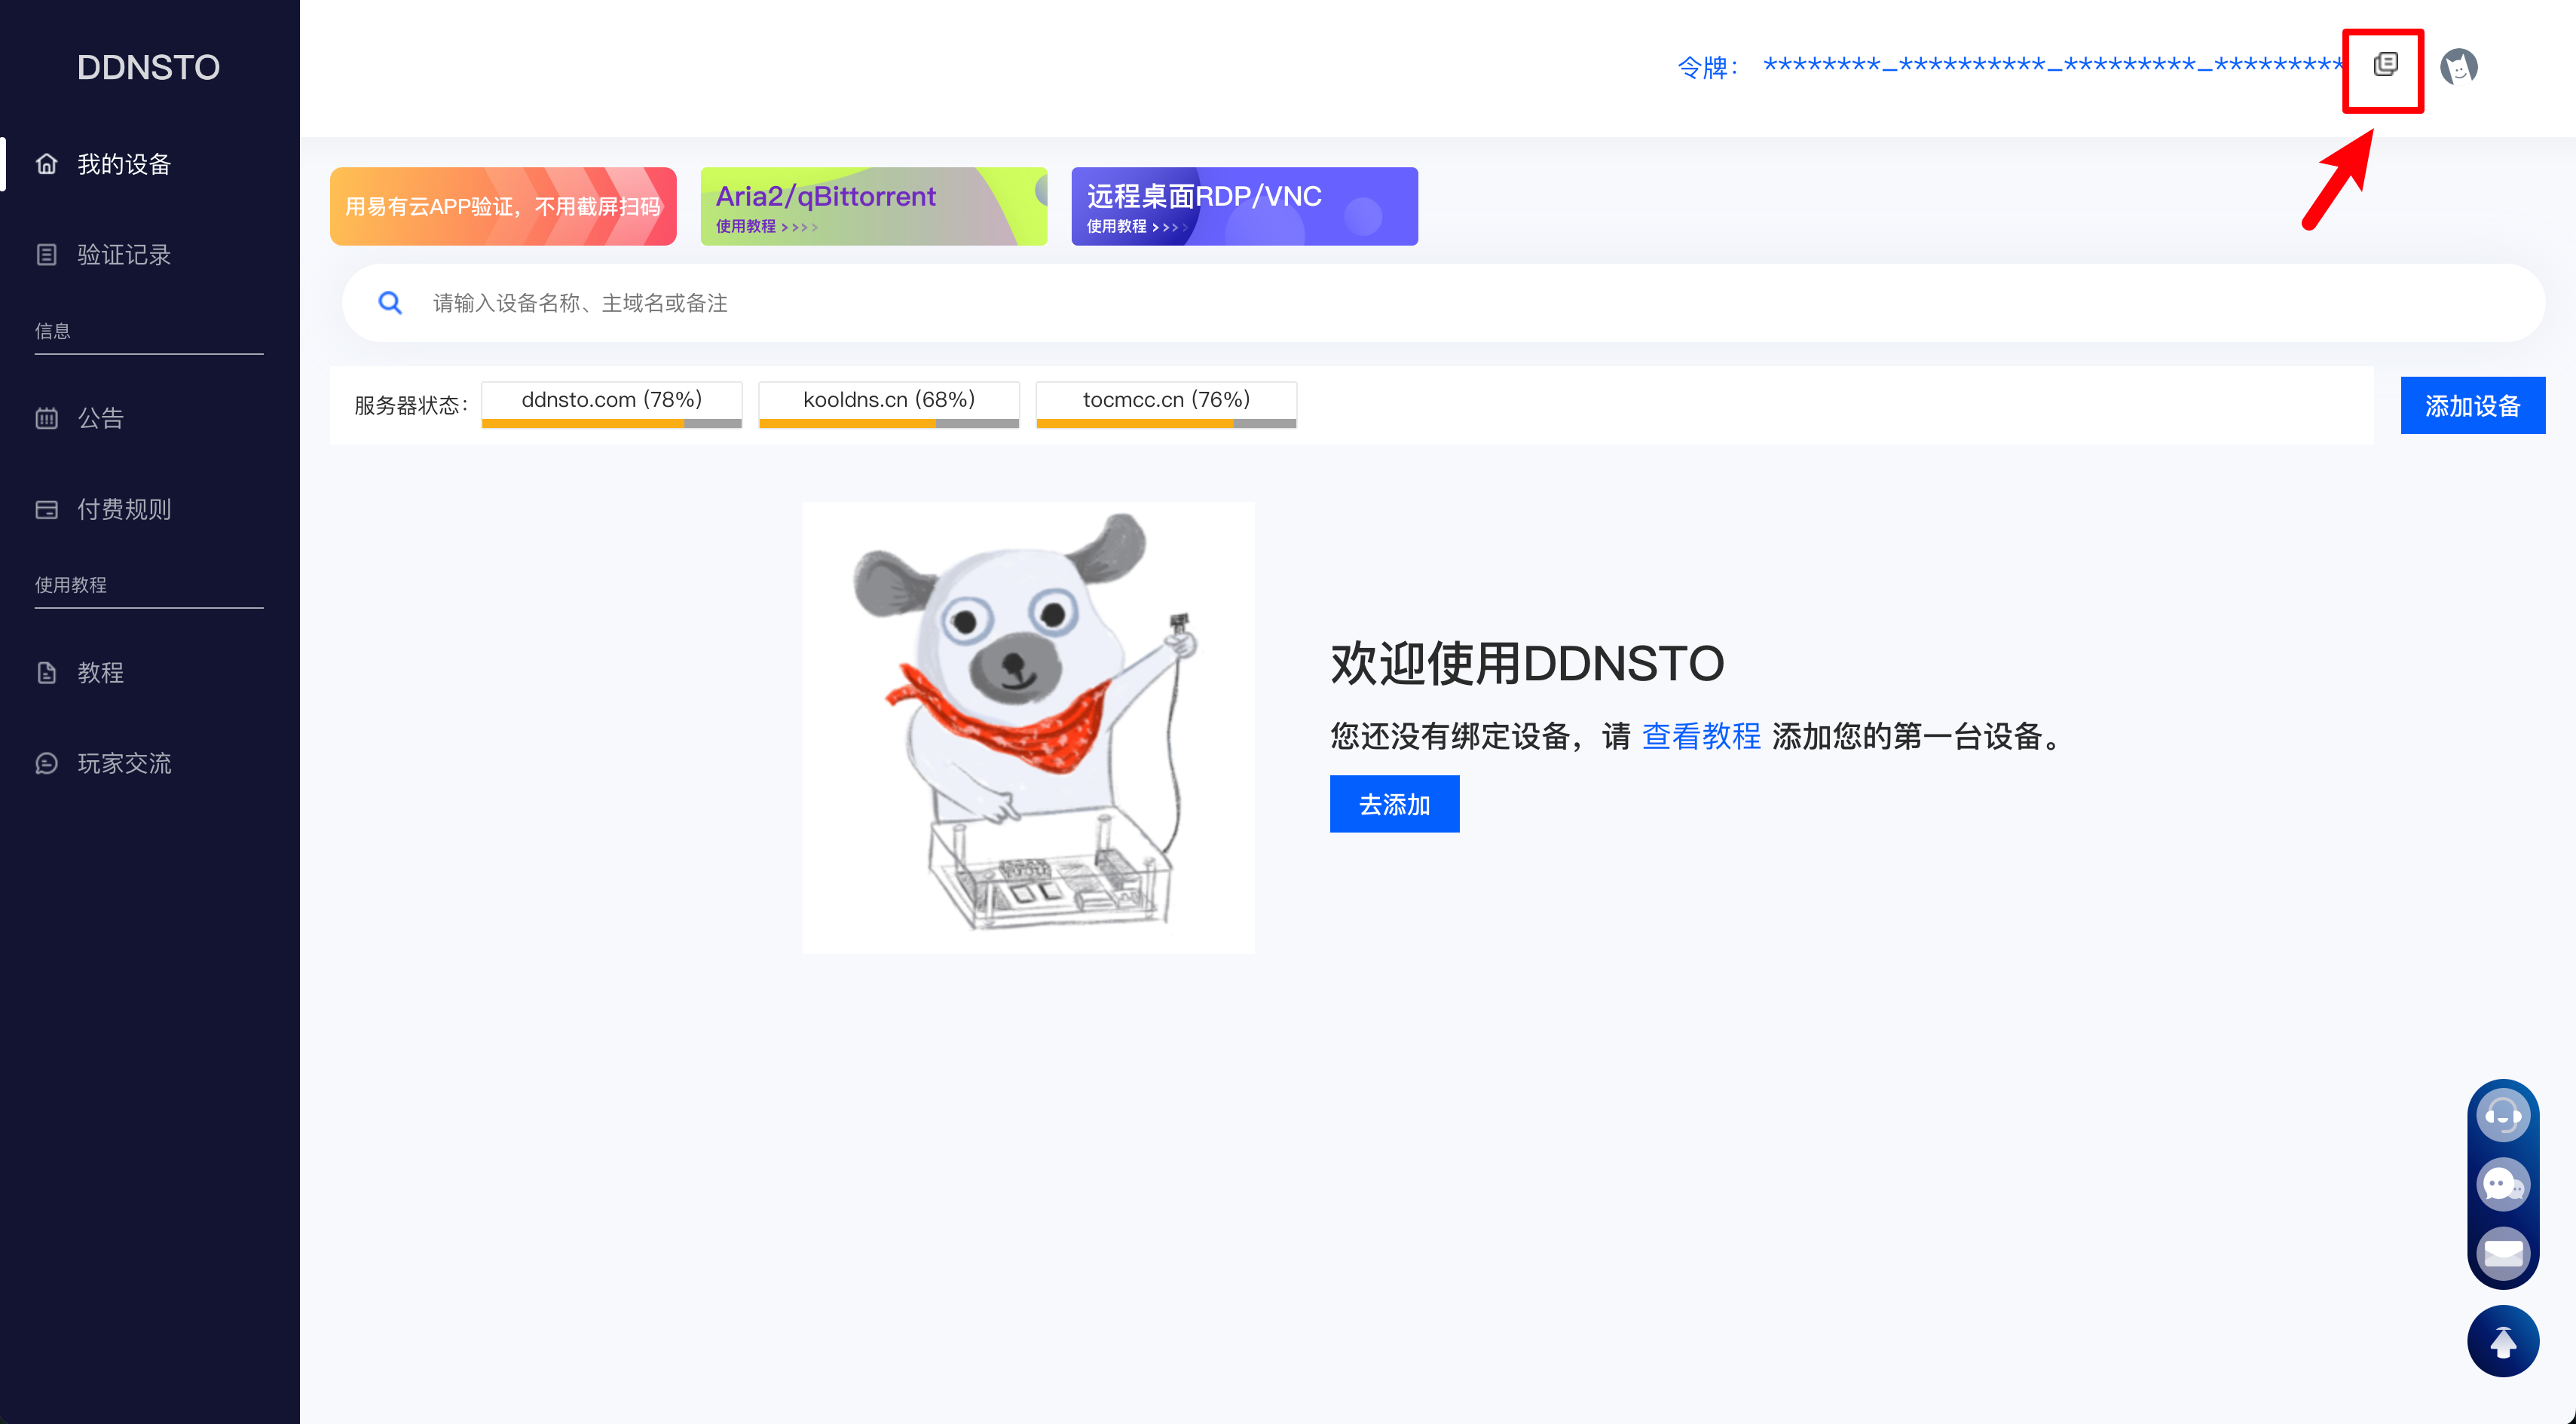 DDNSTO
令牌： ********-**********-*********-*********
我的设备
验证记录
信息
公告
付费规则
使用教程
教程
玩家交流
用易有云APP验证，不用截屏扫码
Aria2/qBittorrent
使用教程 >>>>
远程桌面RDP/VNC
使用教程 >>>>
请输入设备名称、主域名或备注
服务器状态： ddnsto.com (78%) kooldns.cn (68%) tocmcc.cn (76%) 添加设备
欢迎使用DDNSTO
您还没有绑定设备，请 查看教程 添加您的第一台设备。
去添加